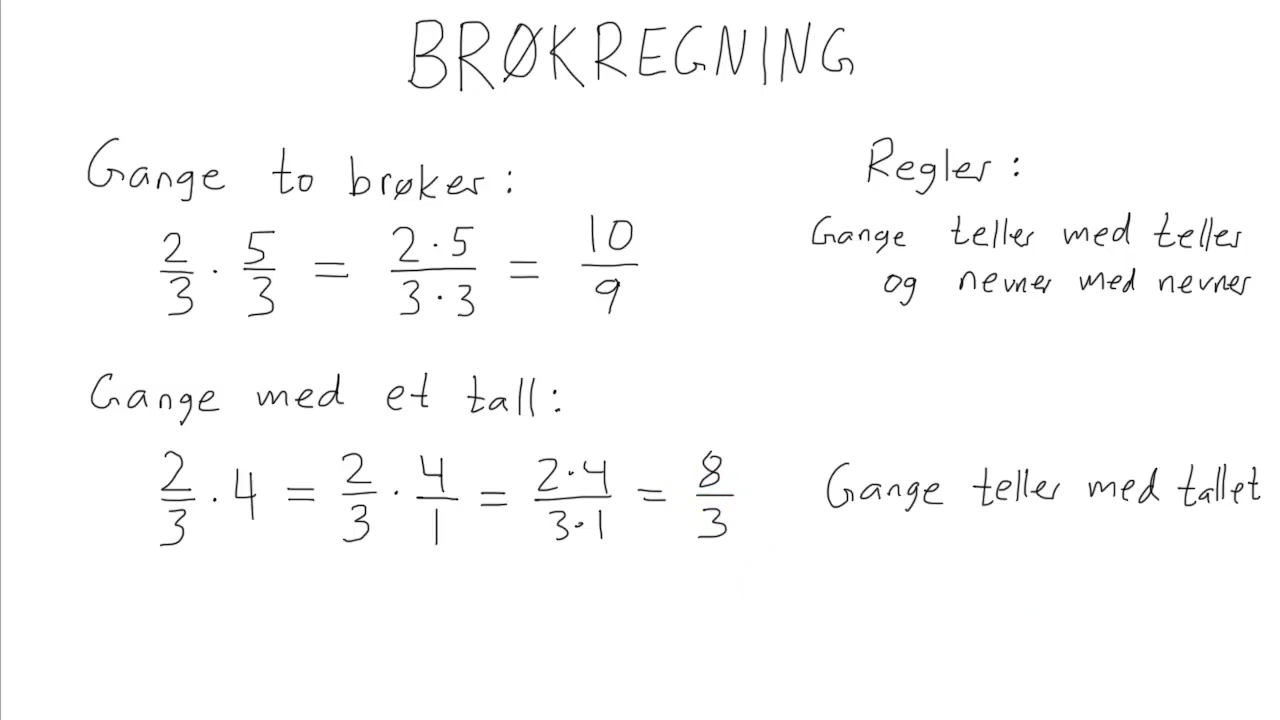 BRØKREGNING
Gange to brøker:
2/3 · 5/3 = 2·5/3·3 = 10/9
Regler:
Gange teller med teller
og nevner med nevner
Gange med et tall:
2/3 · 4 = 2/3 · 4/1 = 2·4/3·1 = 8/3
Gange teller med tallet